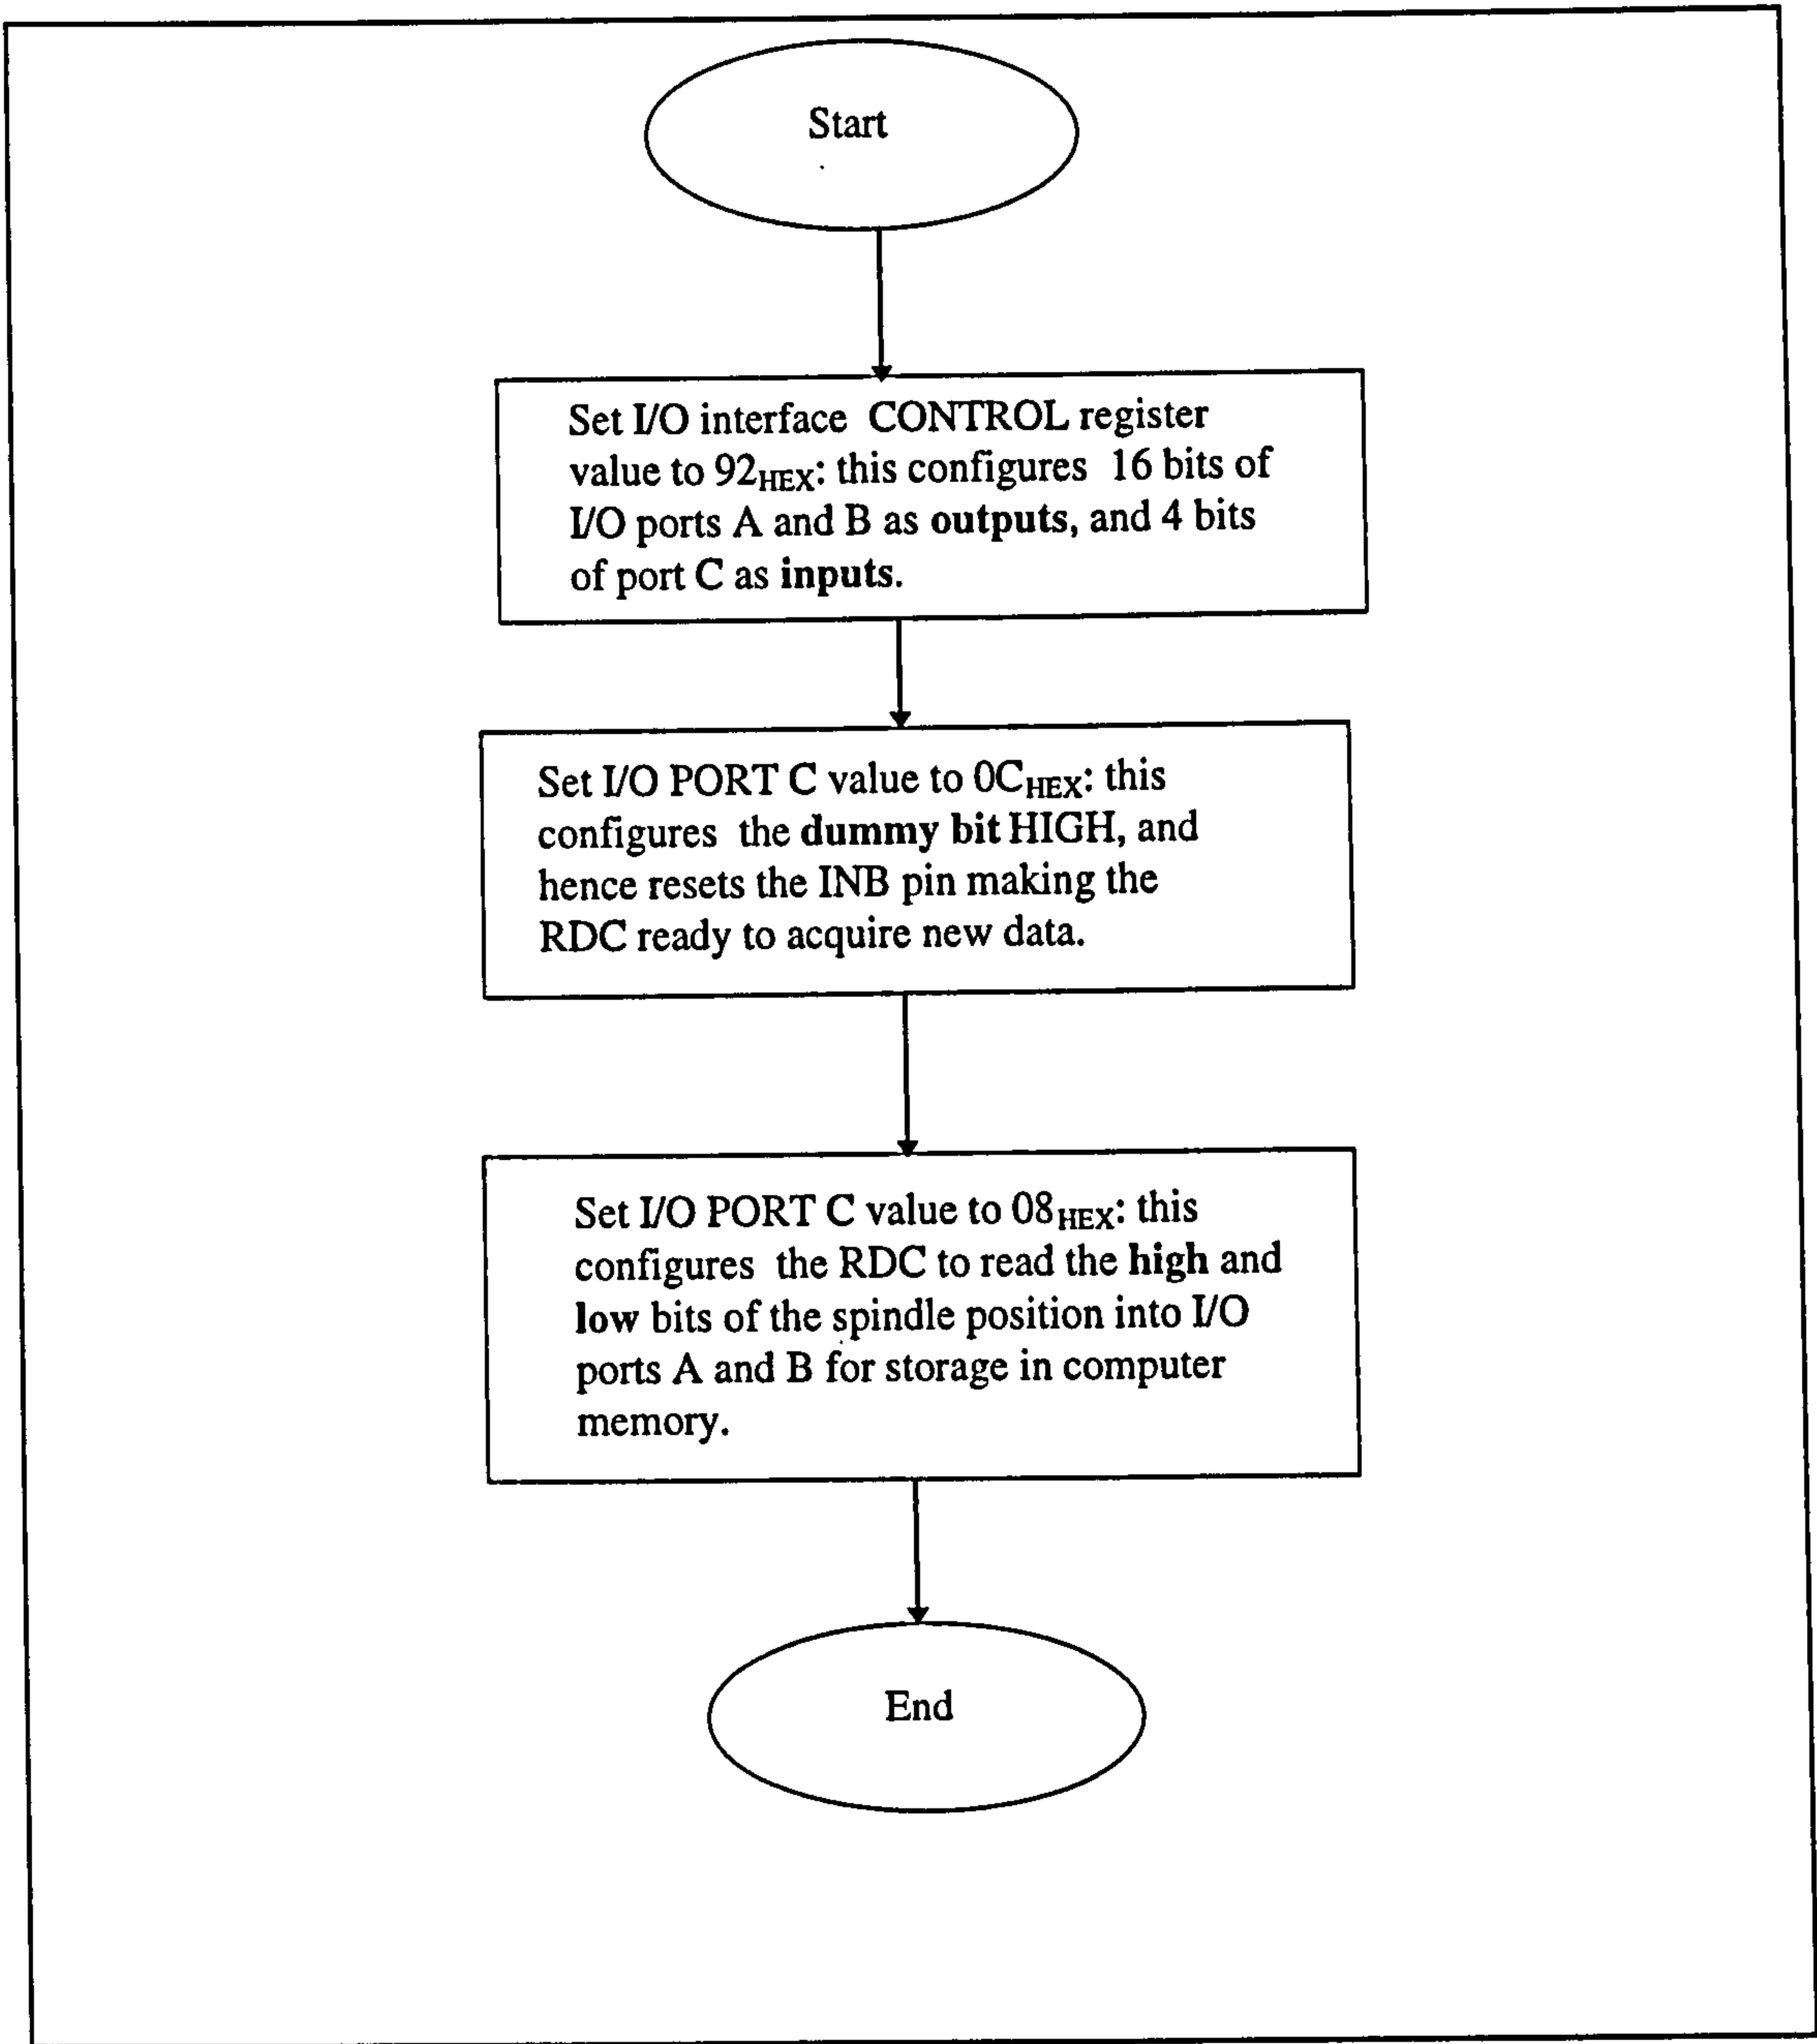 Start
Set I/O interface CONTROL register
value to 92HEX: this configures 16 bits of
I/O ports A and B as outputs, and 4 bits
of port C as inputs.
Set I/O PORT C value to 0CHEX: this
configures the dummy bit HIGH, and
hence resets the INB pin making the
RDC ready to acquire new data.
Set I/O PORT C value to 08HEX: this
configures the RDC to read the high and
low bits of the spindle position into I/O
ports A and B for storage in computer
memory.
End